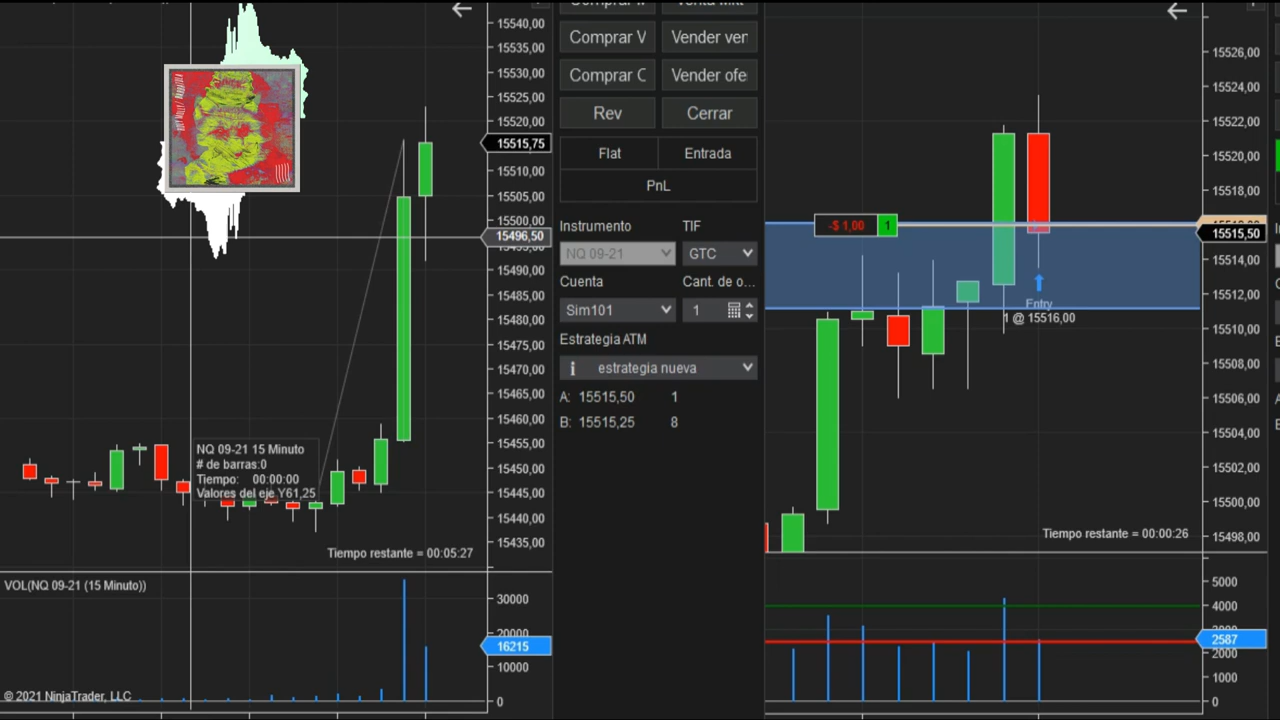 15540,00
15535,00
15530,00
15525,00
15520,00
15515,75
15505,00
15500,00
15496,50
15490,00
15485,00
15480,00
15475,00
15470,00
15465,00
15460,00
15455,00
15450,00
15445,00
15440,00
15435,00
NQ 09-21 15 Minuto
# de barras:0
Tiempo: 00:00:00
Valores del eje Y61,25
Tiempo restante = 00:05:27
VOL(NQ 09-21 (15 Minuto))
30000
20000
16215
10000
0
© 2021 NinjaTrader, LLC
Comprar V
Vender ven
Comprar C
Vender ofe
Rev
Cerrar
Flat
Entrada
PnL
Instrumento
TIF
NQ 09-21
GTC
Cuenta
Cant. de o...
Sim101
1
Estrategia ATM
estrategia nueva
A: 15515,50 1
B: 15515,25 8
-$ 1,00
1
Entry
1 @ 15516,00
Tiempo restante = 00:00:26
15526,00
15524,00
15522,00
15520,00
15518,00
15515,50
15514,00
15512,00
15510,00
15508,00
15506,00
15504,00
15502,00
15500,00
15498,00
5000
4000
2587
2000
1000
0